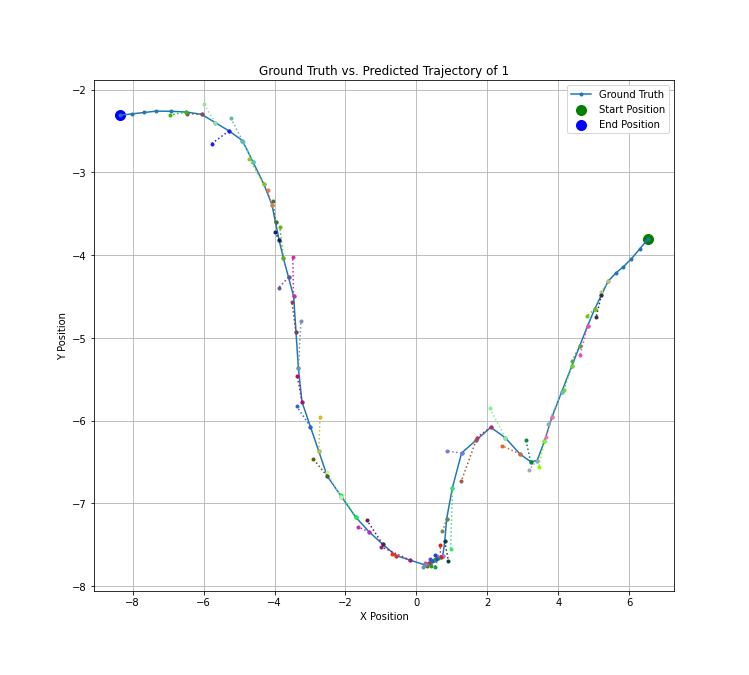 Ground Truth vs. Predicted Trajectory of 1
Ground Truth
Start Position
End Position
Y Position
−2
−3
−4
−5
−6
−7
−8
−8 −6 −4 −2 0 2 4 6
X Position